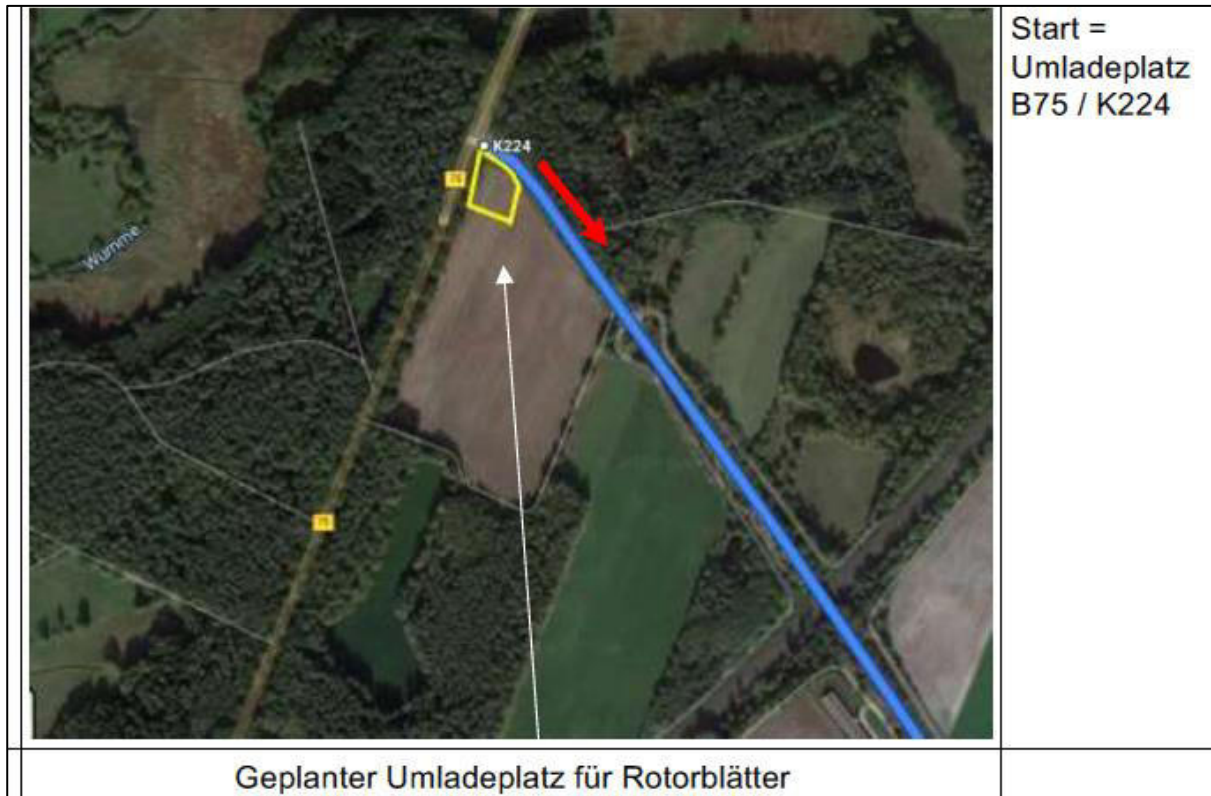 Start =
Umladeplatz
B75 / K224
K224
75
Wümme
75
Geplanter Umladeplatz für Rotorblätter